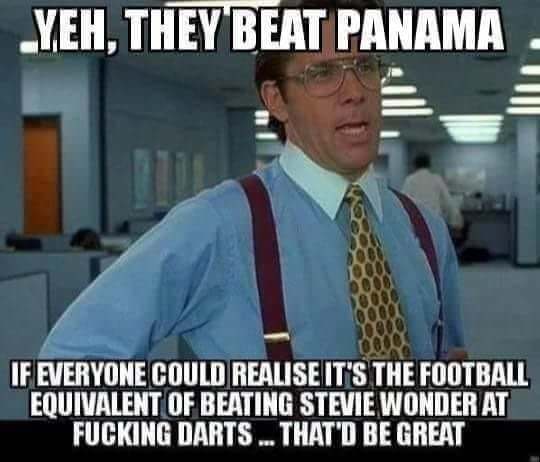 YEH, THEY BEAT PANAMA
IF EVERYONE COULD REALISE IT'S THE FOOTBALL
EQUIVALENT OF BEATING STEVIE WONDER AT
FUCKING DARTS ... THAT'D BE GREAT